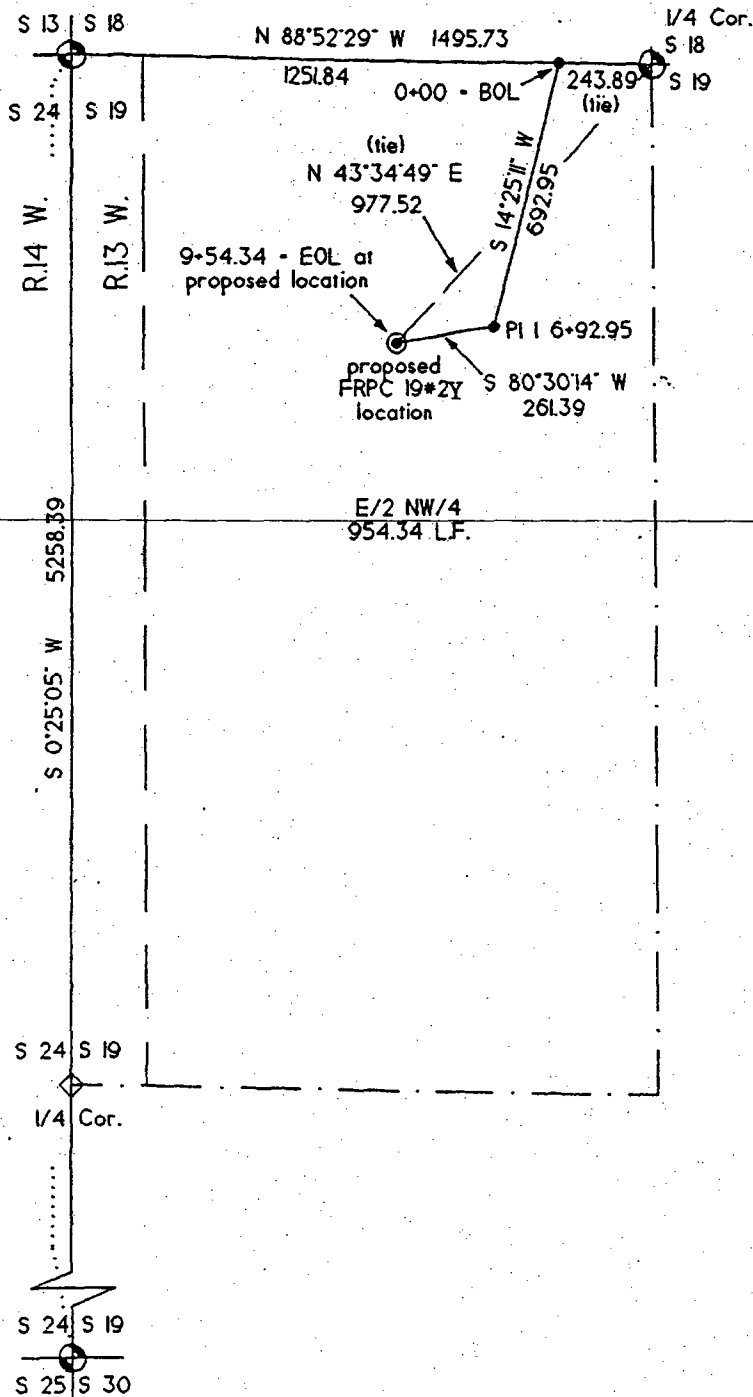 S 13 S 18
1/4 Cor.
S 18
N 88°52'29" W 1495.73
1251.84
0+00 - BOL
243.89
(tie)
S 19
S 24 S 19
(tie)
N 43°34'49" E
977.52
S 14°25'11" W
692.95
R.14 W.
R.13 W.
9+54.34 - EOL at
proposed location
P.I. 1 6+92.95
proposed
FRPC 19#2Y
location
S 80°30'14" W
261.39
E/2 NW/4
954.34 L.F.
S 0°25'05" W 5258.39
S 24 S 19
1/4 Cor.
S 24 S 19
S 25 S 30